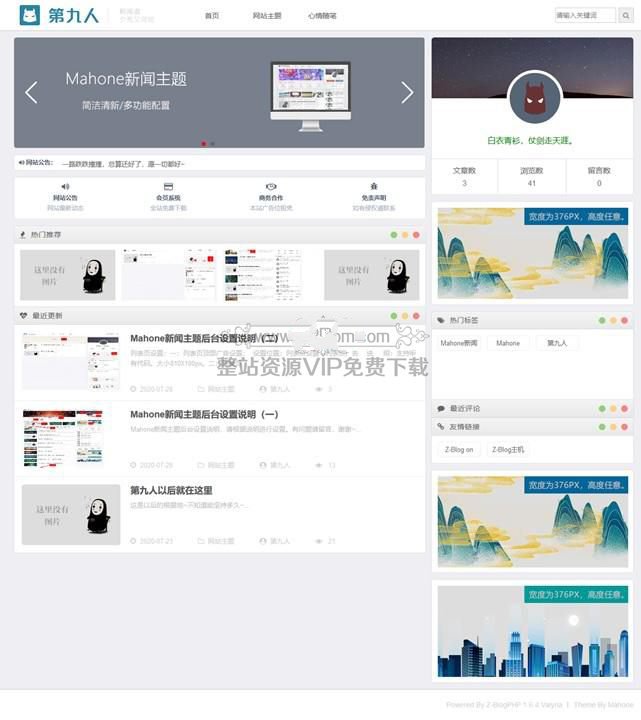 第九人
首页
网站主题
心情随笔
请输入关键词
Mahone新闻主题
简洁清新/多功能配置
白衣青衫，仗剑走天涯。
文章数
浏览数
留言数
3
41
0
网站公告：
一路跌跌撞撞，总算还好了，愿一切都好~
网站公告
网站最新动态
会员系统
全站免费下载
商务合作
免责声明
如有侵权请联系
宽度为376PX，高度任意。
热门推荐
这里没有
图片
这里没有
图片
最近更新
热门标签
Mahone新闻
Mahone
第九人
Mahone新闻主题后台设置说明（二）
2020-07-28
网站主题
第九人
3
整站资源VIP免费下载
Mahone新闻主题后台设置说明（一）
Mahone新闻主题后台设置说明，请根据说明进行设置。有问题请留言，谢谢~...
2020-07-28
网站主题
第九人
13
最近评论
友情链接
Z-Blog on
Z-Blog主机
第九人以后就在这里
这里没有
图片
这是以后的根据地~不知道能坚持多久~...
2020-07-23
网站主题
第九人
21
宽度为376PX，高度任意。
宽度为376PX，高度任意。
Powered By Z-BlogPHP 1.6.4 Valyria | Theme By Mahone